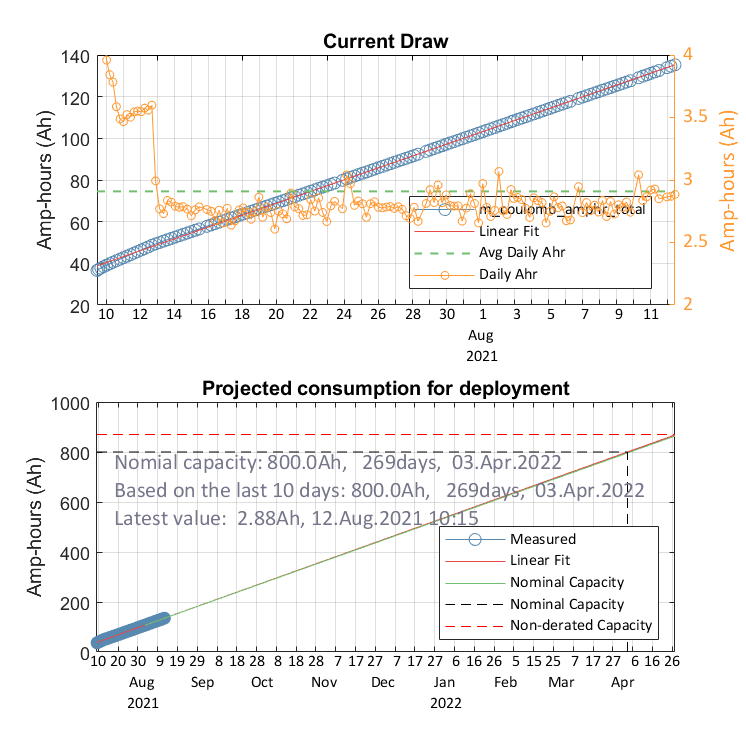 Current Draw
140
120
100
80
60
40
20
Amp-hours (Ah)
4
3.5
3
2.5
2
Amp-hours (Ah)
m_coulomb_amphr_total
Linear Fit
Avg Daily Ahr
Daily Ahr
10 12 14 16 18 20 22 24 26 28 30 1 3 5 7 9 11
Aug
2021
Projected consumption for deployment
1000
800
600
400
200
0
Amp-hours (Ah)
Nomial capacity: 800.0Ah, 269days, 03.Apr.2022
Based on the last 10 days: 800.0Ah, 269days, 03.Apr.2022
Latest value: 2.88Ah, 12.Aug.2021 10:15
Measured
Linear Fit
Nominal Capacity
Nominal Capacity
Non-derated Capacity
10 20 30 9 19 29 8 18 28 8 18 28 7 17 27 7 17 27 6 16 26 5 15 25 7 17 27 6 16 26
Aug Sep Oct Nov Dec Jan Feb Mar Apr
2021 2022